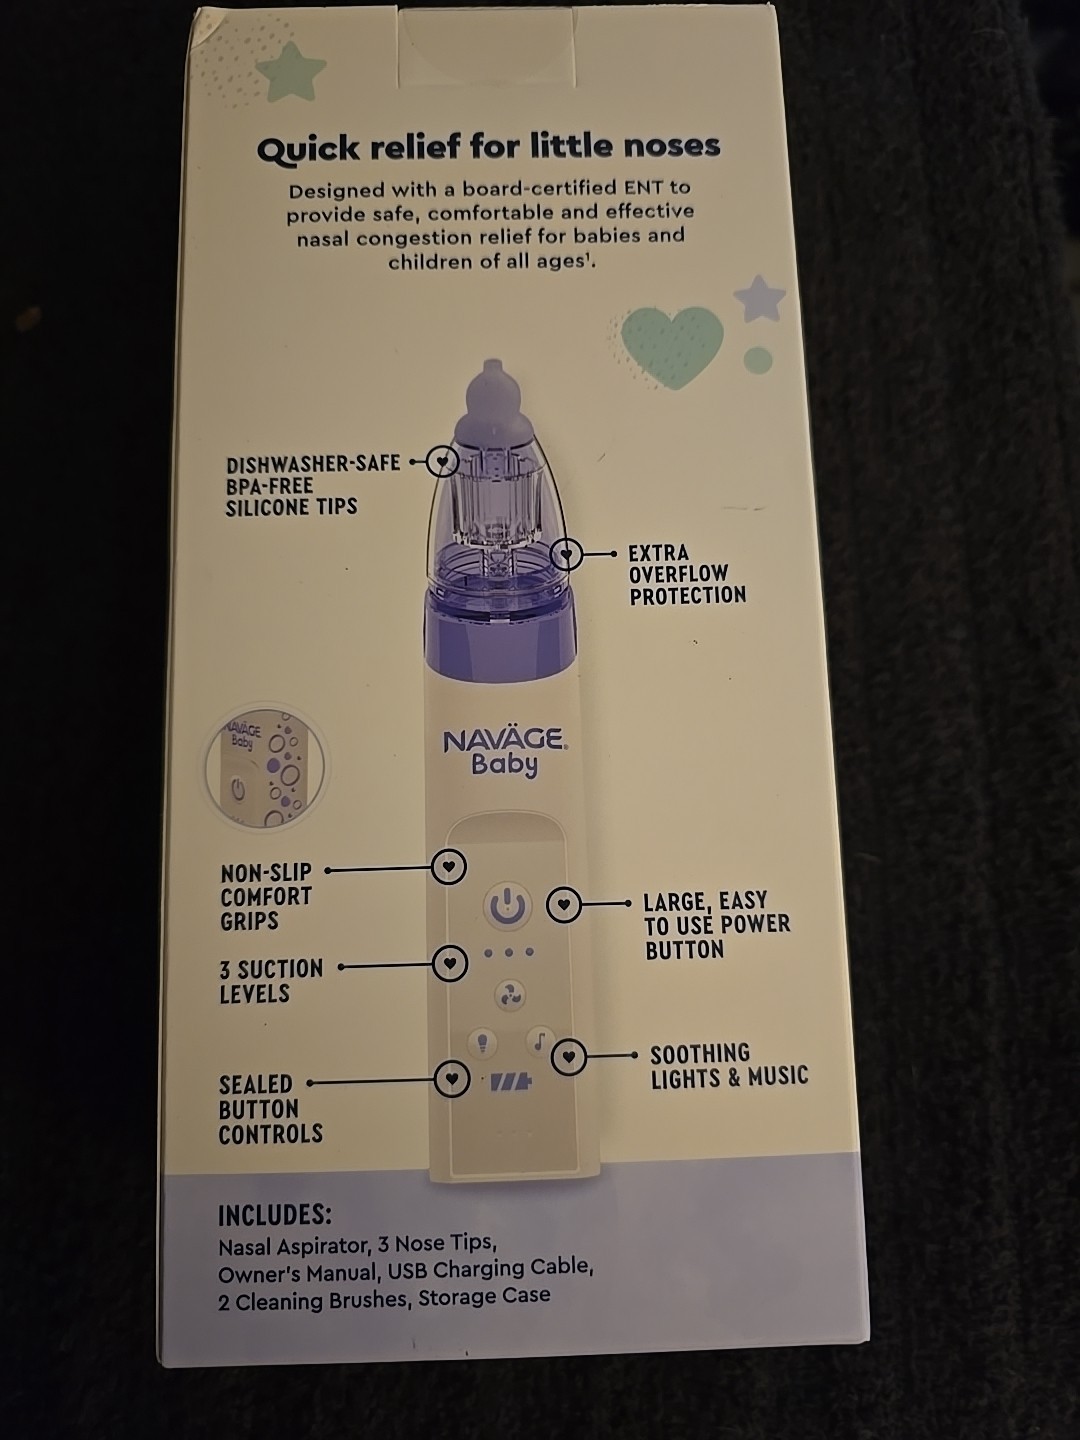 Quick relief for little noses
Designed with a board-certified ENT to
provide safe, comfortable and effective
nasal congestion relief for babies and
children of all ages¹.
DISHWASHER-SAFE
BPA-FREE
SILICONE TIPS
EXTRA
OVERFLOW
PROTECTION
NAVÄGE®
Baby
NAVÄGE
Baby
NON-SLIP
COMFORT
GRIPS
LARGE, EASY
TO USE POWER
BUTTON
3 SUCTION
LEVELS
SOOTHING
LIGHTS & MUSIC
SEALED
BUTTON
CONTROLS
INCLUDES:
Nasal Aspirator, 3 Nose Tips,
Owner's Manual, USB Charging Cable,
2 Cleaning Brushes, Storage Case